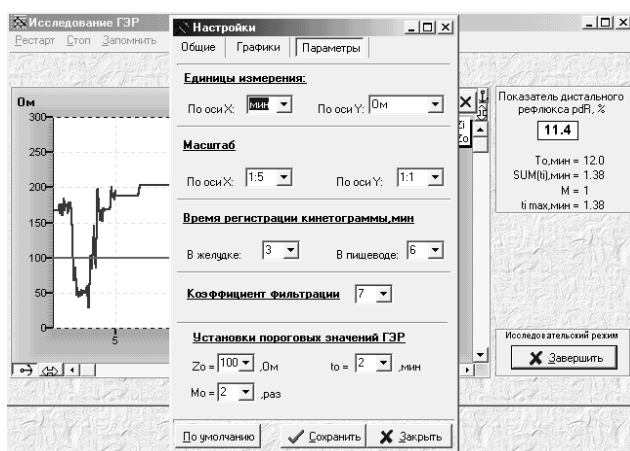 Исследование ГЭР
Рестарт Стоп Запомнить
Ом
300
250
200
150
100
50
0
5
Настройки
Общие Графики Параметры
Единицы измерения:
По оси X: мин По оси Y: Ом
Масштаб
По оси X: 1:5 По оси Y: 1:1
Время регистрации кинетограммы,мин
В желудке: 3 В пищеводе: 6
Коэффициент фильтрации 7
Установки пороговых значений ГЭР
Zo = 100 ,Ом to = 2 ,мин
Mo = 2 ,раз
По умолчанию Сохранить Закрыть
Zi
Zo
Показатель дистального
рефлюкса pdR, %
11.4
To,мин = 12.0
SUM(ti),мин = 1.38
M = 1
ti max,мин = 1.38
Исследовательский режим
Завершить